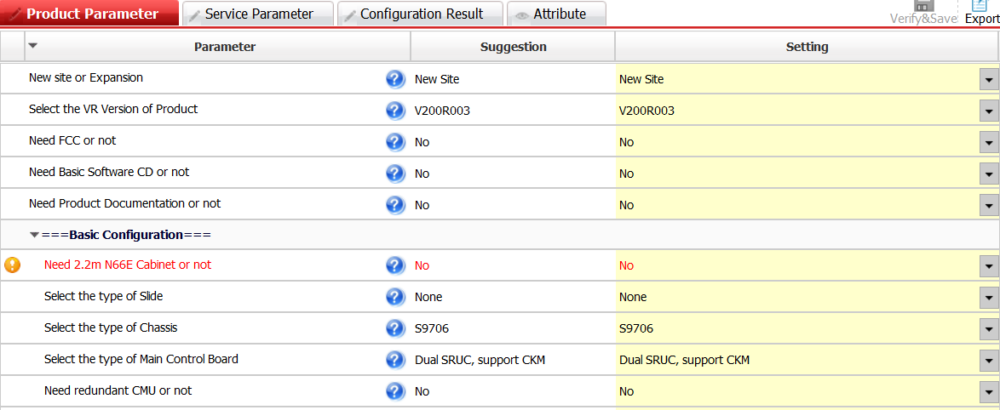 Product Parameter Service Parameter Configuration Result Attribute Verify&Save Export
Parameter Suggestion Setting
New site or Expansion ? New Site New Site
Select the VR Version of Product ? V200R003 V200R003
Need FCC or not ? No No
Need Basic Software CD or not ? No No
Need Product Documentation or not ? No No
===Basic Configuration===
! Need 2.2m N66E Cabinet or not ? No No
Select the type of Slide ? None None
Select the type of Chassis ? S9706 S9706
Select the type of Main Control Board ? Dual SRUC, support CKM Dual SRUC, support CKM
Need redundant CMU or not ? No No